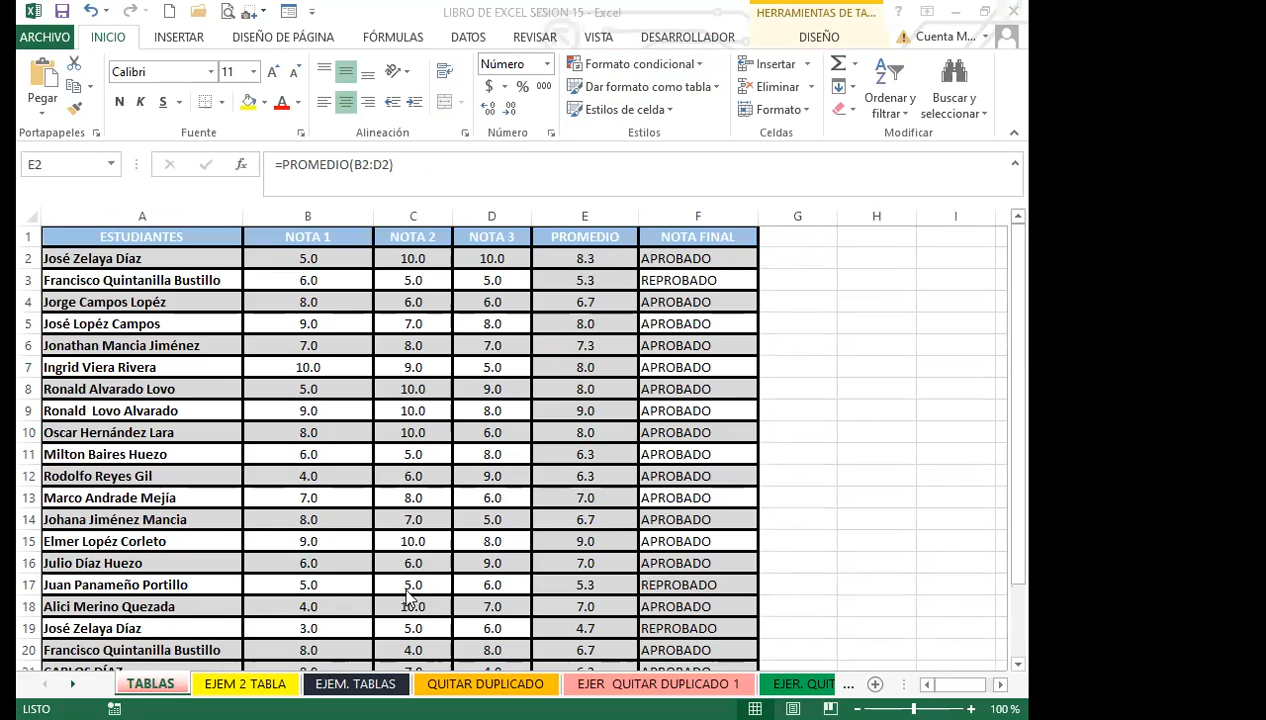 LIBRO DE EXCEL SESION 15 - Excel
HERRAMIENTAS DE TA...
ARCHIVO INICIO INSERTAR DISEÑO DE PÁGINA FÓRMULAS DATOS REVISAR VISTA DESARROLLADOR DISEÑO Cuenta M...
Pegar
Calibri 11
N K S
Número
$ % 000
Formato condicional
Dar formato como tabla
Estilos de celda
Insertar
Eliminar
Formato
Ordenar y filtrar
Buscar y seleccionar
Portapapeles Fuente Alineación Número Estilos Celdas Modificar
E2 fx =PROMEDIO(B2:D2)
A B C D E F G H I
1 ESTUDIANTES NOTA 1 NOTA 2 NOTA 3 PROMEDIO NOTA FINAL
2 José Zelaya Díaz 5.0 10.0 10.0 8.3 APROBADO
3 Francisco Quintanilla Bustillo 6.0 5.0 5.0 5.3 REPROBADO
4 Jorge Campos Lopéz 8.0 6.0 6.0 6.7 APROBADO
5 José Lopéz Campos 9.0 7.0 8.0 8.0 APROBADO
6 Jonathan Mancia Jiménez 7.0 8.0 7.0 7.3 APROBADO
7 Ingrid Viera Rivera 10.0 9.0 5.0 8.0 APROBADO
8 Ronald Alvarado Lovo 5.0 10.0 9.0 8.0 APROBADO
9 Ronald Lovo Alvarado 9.0 10.0 8.0 9.0 APROBADO
10 Oscar Hernández Lara 8.0 10.0 6.0 8.0 APROBADO
11 Milton Baires Huezo 6.0 5.0 8.0 6.3 APROBADO
12 Rodolfo Reyes Gil 4.0 6.0 9.0 6.3 APROBADO
13 Marco Andrade Mejía 7.0 8.0 6.0 7.0 APROBADO
14 Johana Jiménez Mancia 8.0 7.0 5.0 6.7 APROBADO
15 Elmer Lopéz Corleto 9.0 10.0 8.0 9.0 APROBADO
16 Julio Díaz Huezo 6.0 6.0 9.0 7.0 APROBADO
17 Juan Panameño Portillo 5.0 5.0 6.0 5.3 REPROBADO
18 Alici Merino Quezada 4.0 10.0 7.0 7.0 APROBADO
19 José Zelaya Díaz 3.0 5.0 6.0 4.7 REPROBADO
20 Francisco Quintanilla Bustillo 8.0 4.0 8.0 6.7 APROBADO
21 CARLOS DÍAZ
TABLAS EJEM 2 TABLA EJEM. TABLAS QUITAR DUPLICADO EJER QUITAR DUPLICADO 1 EJER. QUIT ...
LISTO 100 %